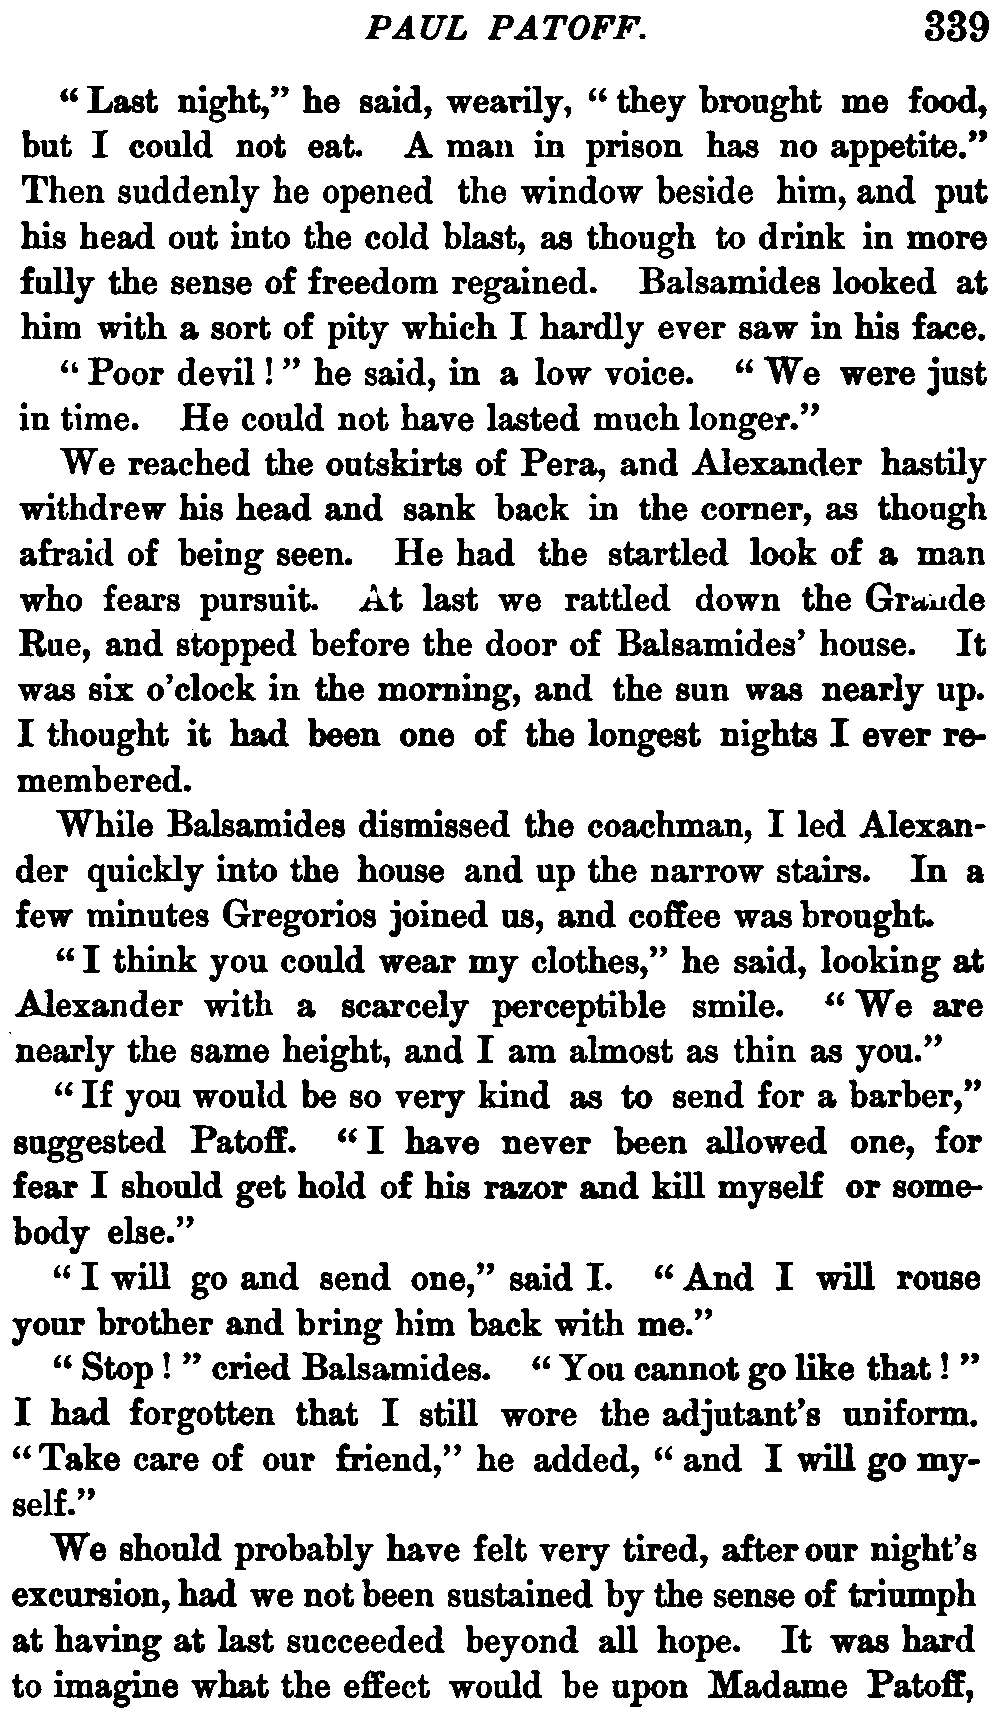 PAUL PATOFF. 339
“Last night,” he said, wearily, “they brought me food,
but I could not eat. A man in prison has no appetite.”
Then suddenly he opened the window beside him, and put
his head out into the cold blast, as though to drink in more
fully the sense of freedom regained. Balsamides looked at
him with a sort of pity which I hardly ever saw in his face.
“Poor devil!” he said, in a low voice. “We were just
in time. He could not have lasted much longer.”
We reached the outskirts of Pera, and Alexander hastily
withdrew his head and sank back in the corner, as though
afraid of being seen. He had the startled look of a man
who fears pursuit. At last we rattled down the Grande
Rue, and stopped before the door of Balsamides’ house. It
was six o’clock in the morning, and the sun was nearly up.
I thought it had been one of the longest nights I ever re-
membered.
While Balsamides dismissed the coachman, I led Alexan-
der quickly into the house and up the narrow stairs. In a
few minutes Gregorios joined us, and coffee was brought.
“I think you could wear my clothes,” he said, looking at
Alexander with a scarcely perceptible smile. “We are
nearly the same height, and I am almost as thin as you.”
“If you would be so very kind as to send for a barber,”
suggested Patoff. “I have never been allowed one, for
fear I should get hold of his razor and kill myself or some-
body else.”
“I will go and send one,” said I. “And I will rouse
your brother and bring him back with me.”
“Stop!” cried Balsamides. “You cannot go like that!”
I had forgotten that I still wore the adjutant’s uniform.
“Take care of our friend,” he added, “and I will go my-
self.”
We should probably have felt very tired, after our night’s
excursion, had we not been sustained by the sense of triumph
at having at last succeeded beyond all hope. It was hard
to imagine what the effect would be upon Madame Patoff,